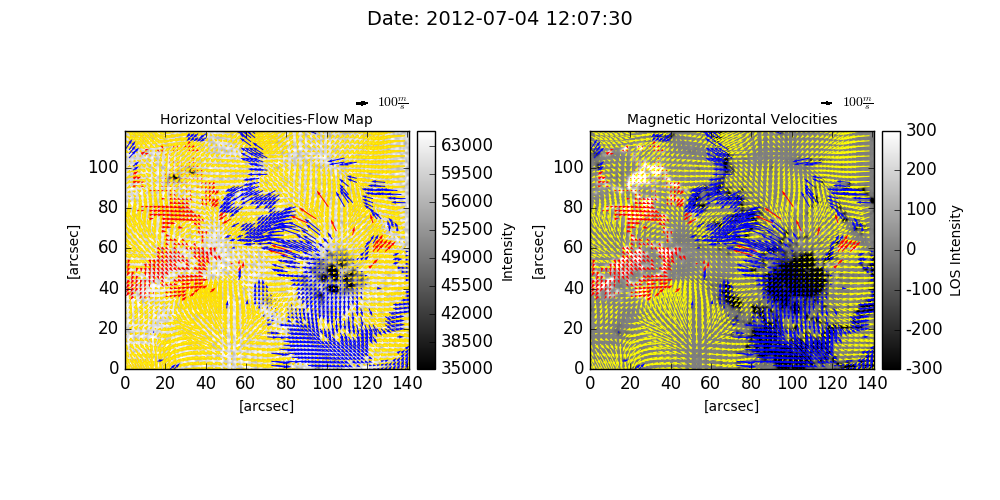 Date: 2012-07-04 12:07:30
100 m/s
Horizontal Velocities-Flow Map
100
80
60
40
20
0
0 20 40 60 80 100 120 140
[arcsec]
[arcsec]
63000
59500
56000
52500
49000
45500
42000
38500
35000
Intensity
100 m/s
Magnetic Horizontal Velocities
100
80
60
40
20
0
0 20 40 60 80 100 120 140
[arcsec]
[arcsec]
300
200
100
0
-100
-200
-300
LOS Intensity